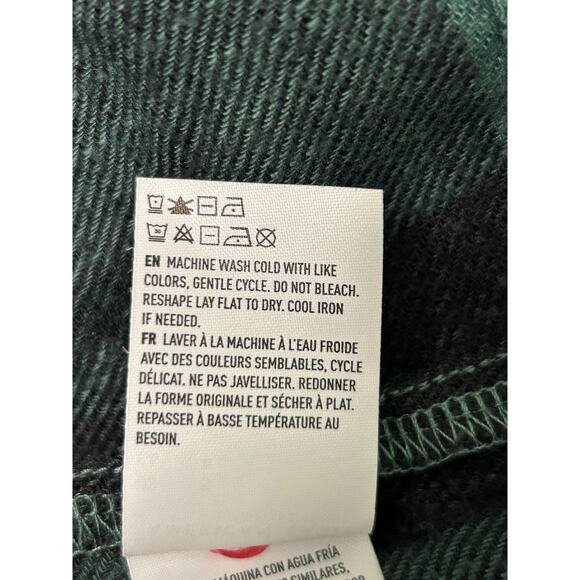 30
EN MACHINE WASH COLD WITH LIKE
COLORS, GENTLE CYCLE. DO NOT BLEACH.
RESHAPE LAY FLAT TO DRY. COOL IRON
IF NEEDED.
FR LAVER À LA MACHINE À L'EAU FROIDE
AVEC DES COULEURS SEMBLABLES, CYCLE
DÉLICAT. NE PAS JAVELLISER. REDONNER
LA FORME ORIGINALE ET SÉCHER À PLAT.
REPASSER À BASSE TEMPÉRATURE AU
BESOIN.
MÁQUINA CON AGUA FRÍA
SIMILARES,